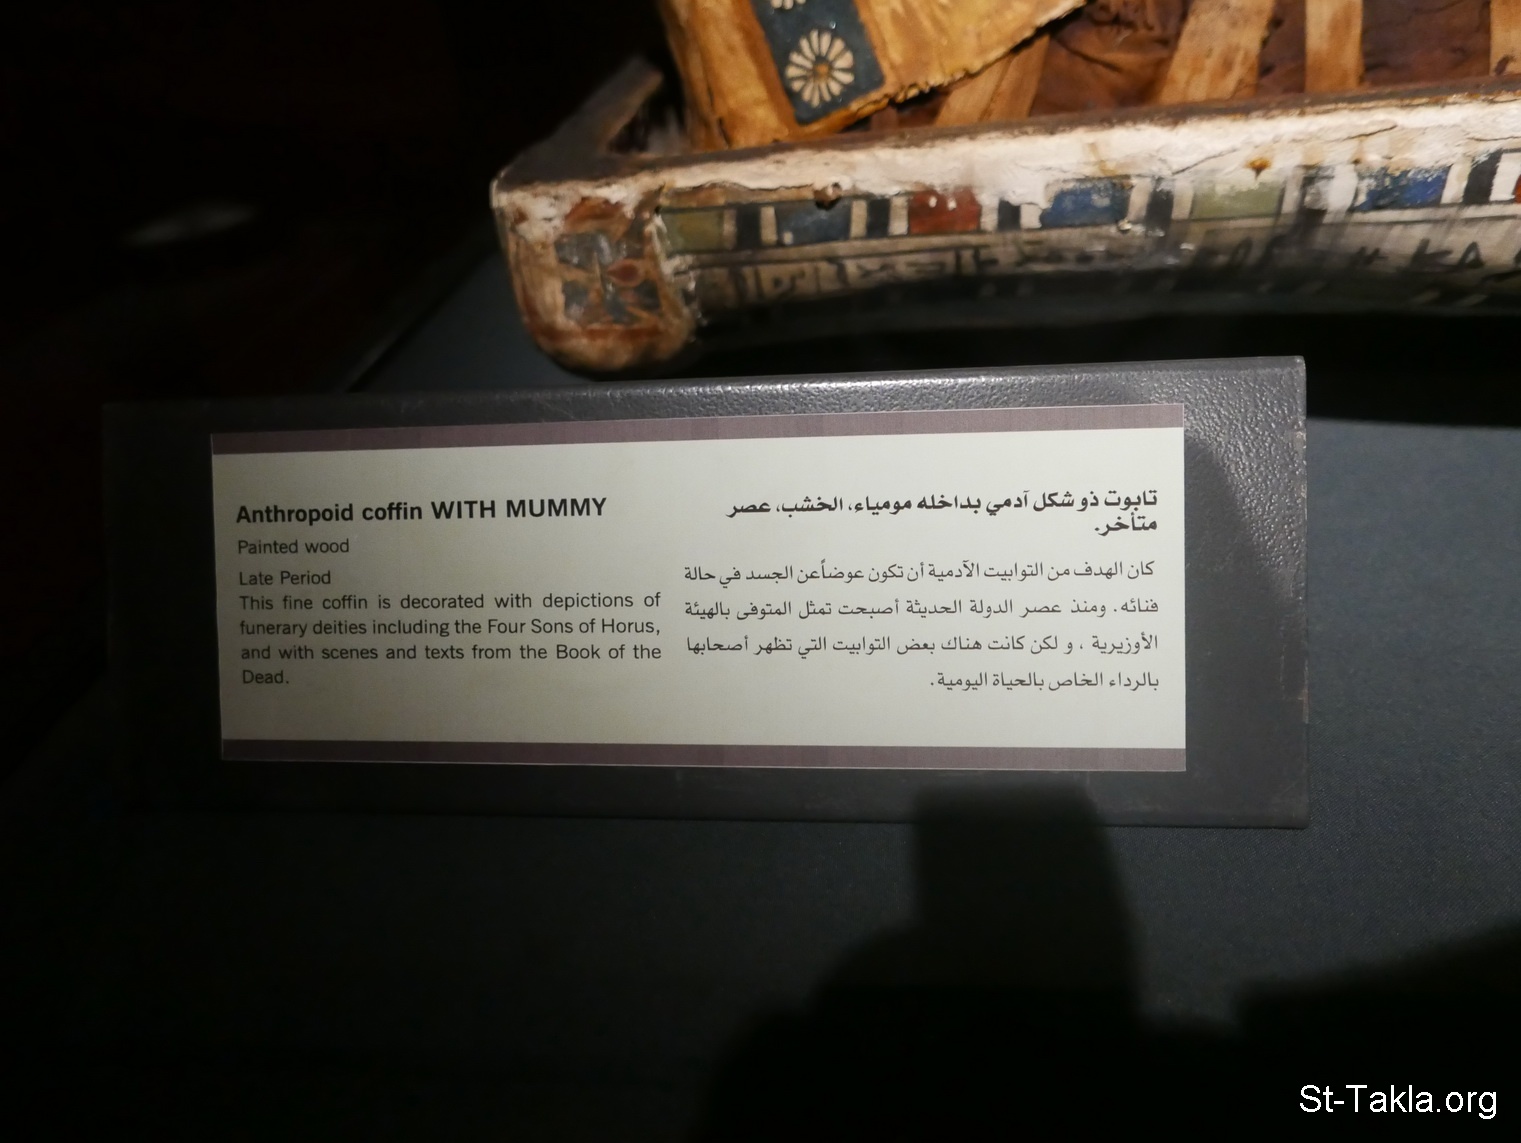 Anthropoid coffin WITH MUMMY
Painted wood
Late Period
This fine coffin is decorated with depictions of
funerary deities including the Four Sons of Horus,
and with scenes and texts from the Book of the
Dead.
تابوت ذو شكل آدمي بداخله مومياء، الخشب، عصر
متأخر.
كان الهدف من التوابيت الآدمية أن تكون عوضاًعن الجسد في حالة
فنائه. ومنذ عصر الدولة الحديثة أصبحت تمثل المتوفى بالهيئة
الأوزيرية ، و لكن كانت هناك بعض التوابيت التي تظهر أصحابها
بالرداء الخاص بالحياة اليومية.
St-Takla.org